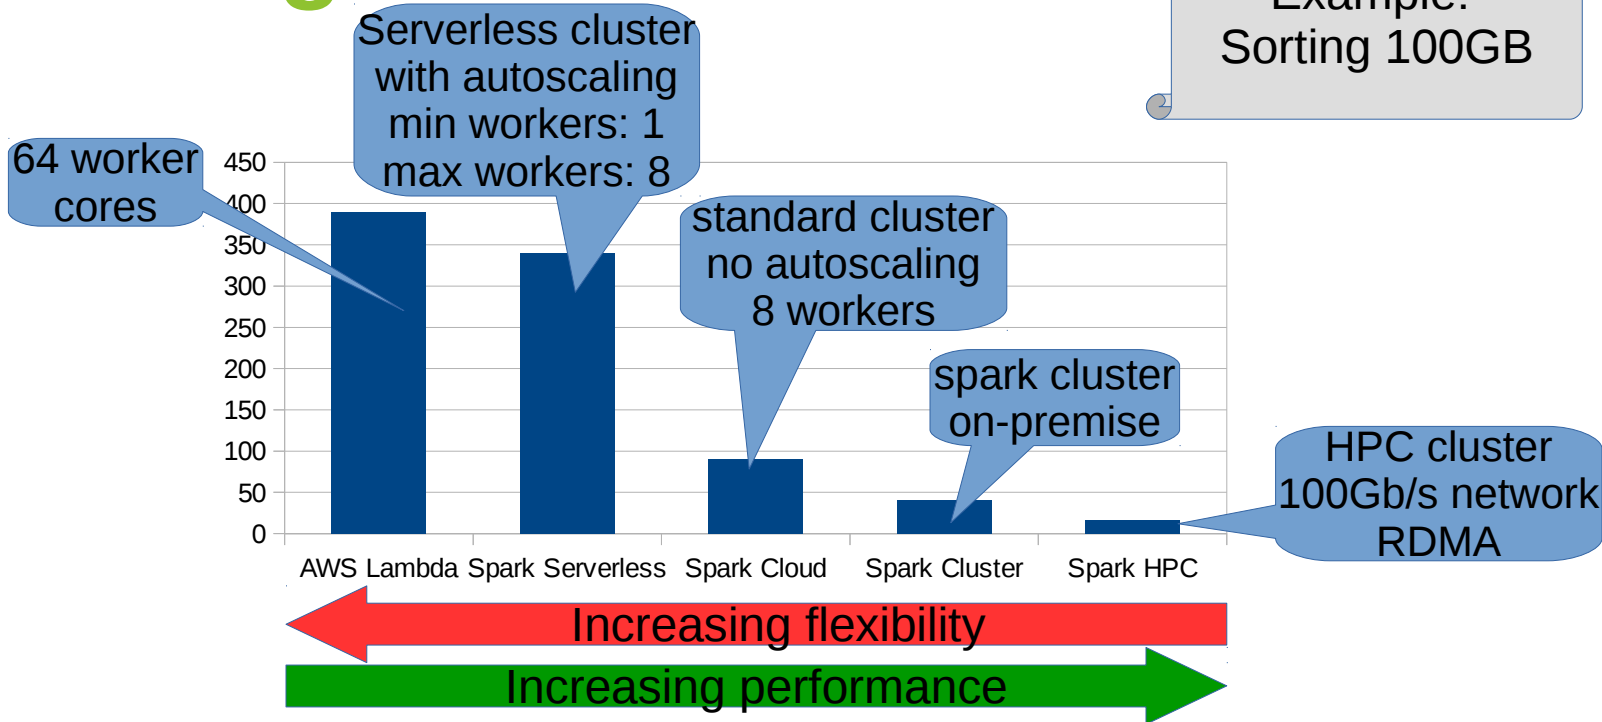 Example:
Sorting 100GB
Serverless cluster
with autoscaling
min workers: 1
max workers: 8
64 worker
cores
standard cluster
no autoscaling
8 workers
spark cluster
on-premise
HPC cluster
100Gb/s network
RDMA
450
400
350
300
250
200
150
100
50
0
AWS Lambda Spark Serverless Spark Cloud Spark Cluster Spark HPC
Increasing flexibility
Increasing performance